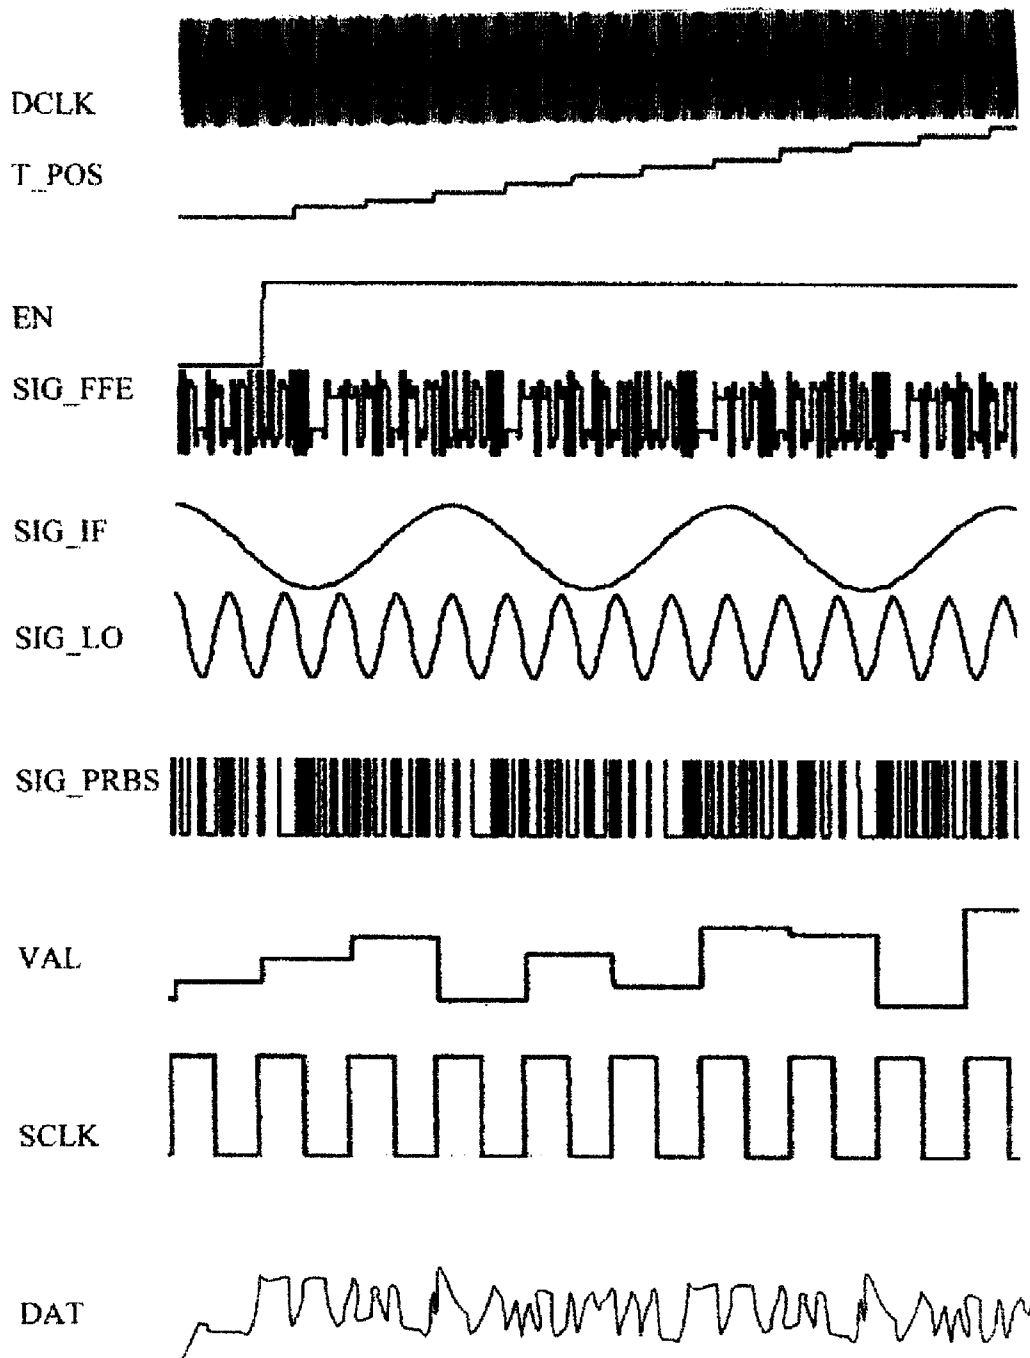 DCLK
T_POS
EN
SIG_FFE
SIG_IF
SIG_LO
SIG_PRBS
VAL
SCLK
DAT